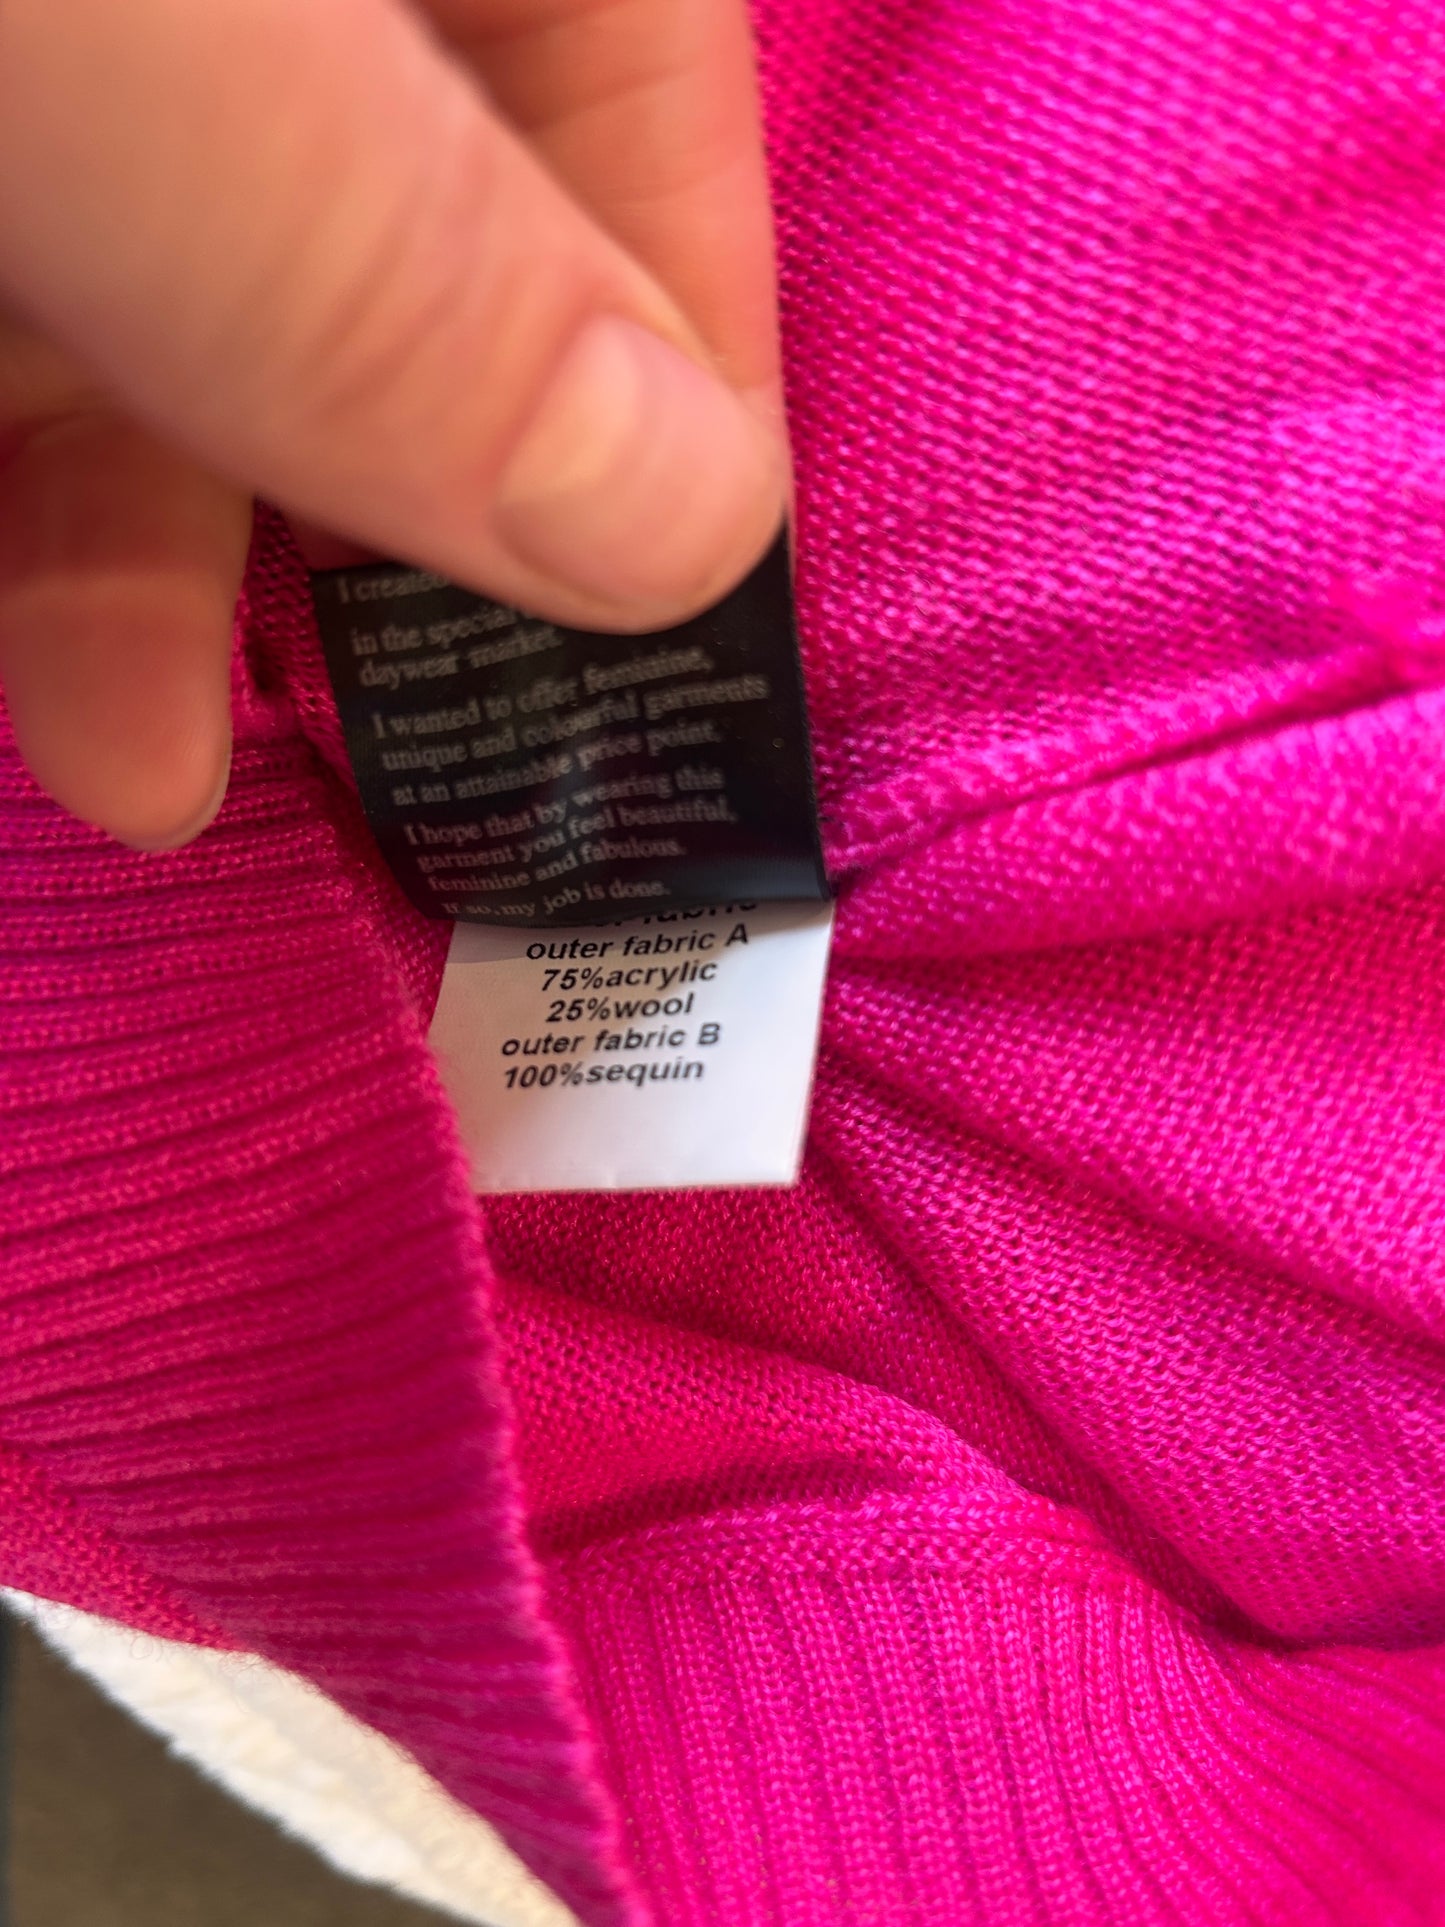 I created
in the special
daywear market
I wanted to offer feminine,
unique and colourful garments
at an attainable price point,
I hope that by wearing this
garment you feel beautiful,
feminine and fabulous.
If so, my job is done.
fabric
outer fabric A
75%acrylic
25%wool
outer fabric B
100%sequin